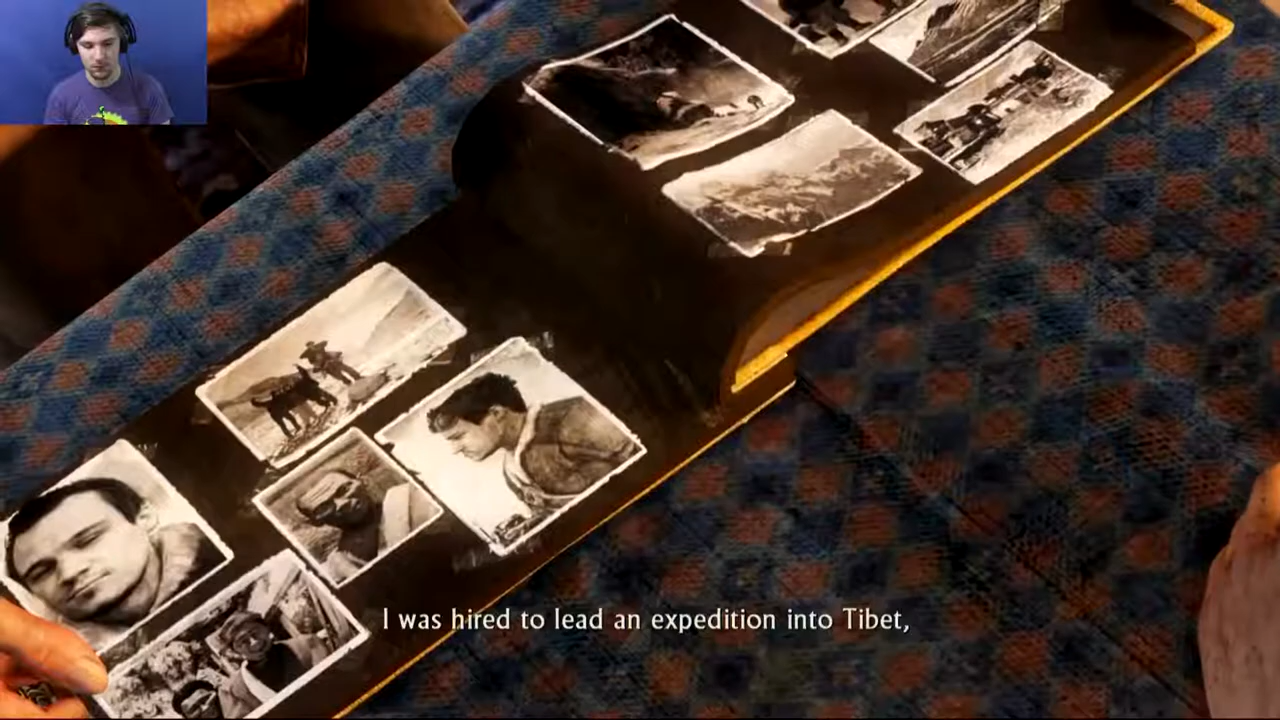 I was hired to lead an expedition into Tibet,